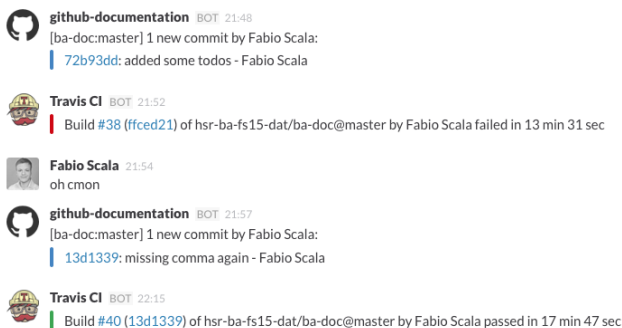 github-documentation BOT 21:48
[ba-doc:master] 1 new commit by Fabio Scala:
72b93dd: added some todos - Fabio Scala
Travis CI BOT 21:52
Build #38 (ffced21) of hsr-ba-fs15-dat/ba-doc@master by Fabio Scala failed in 13 min 31 sec
Fabio Scala 21:54
oh cmon
github-documentation BOT 21:57
[ba-doc:master] 1 new commit by Fabio Scala:
13d1339: missing comma again - Fabio Scala
Travis CI BOT 22:15
Build #40 (13d1339) of hsr-ba-fs15-dat/ba-doc@master by Fabio Scala passed in 17 min 47 sec